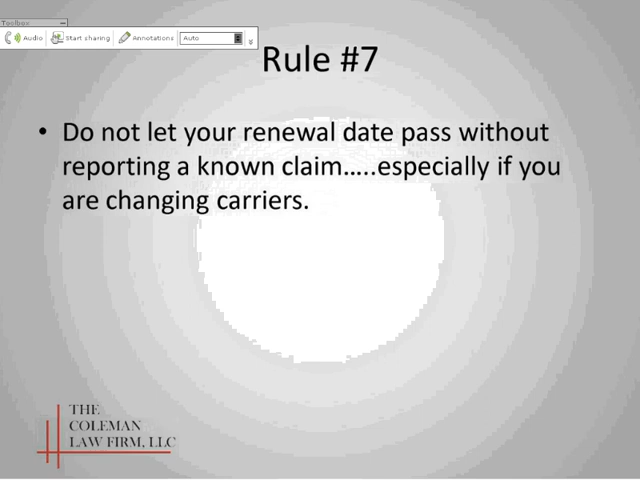 Toolbox
Audio
Start sharing
Annotations
Auto
Rule #7
• Do not let your renewal date pass without
reporting a known claim…..especially if you
are changing carriers.
THE
COLEMAN
LAW FIRM, LLC